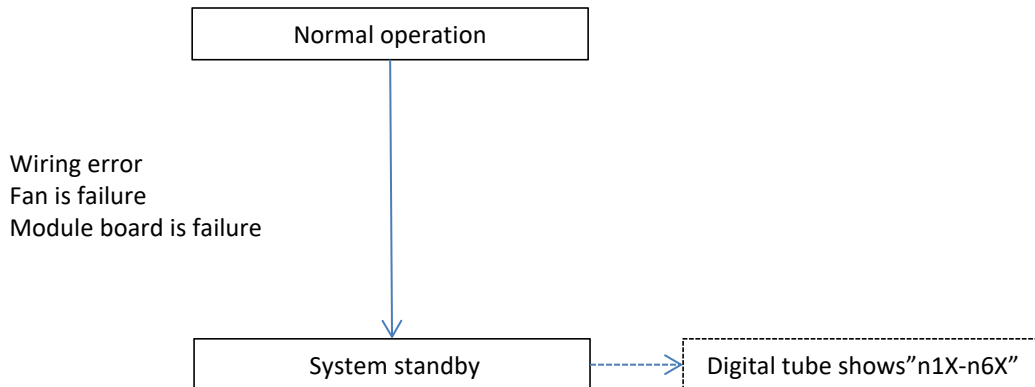 Normal operation
Wiring error
Fan is failure
Module board is failure
System standby
Digital tube shows”n1X-n6X”